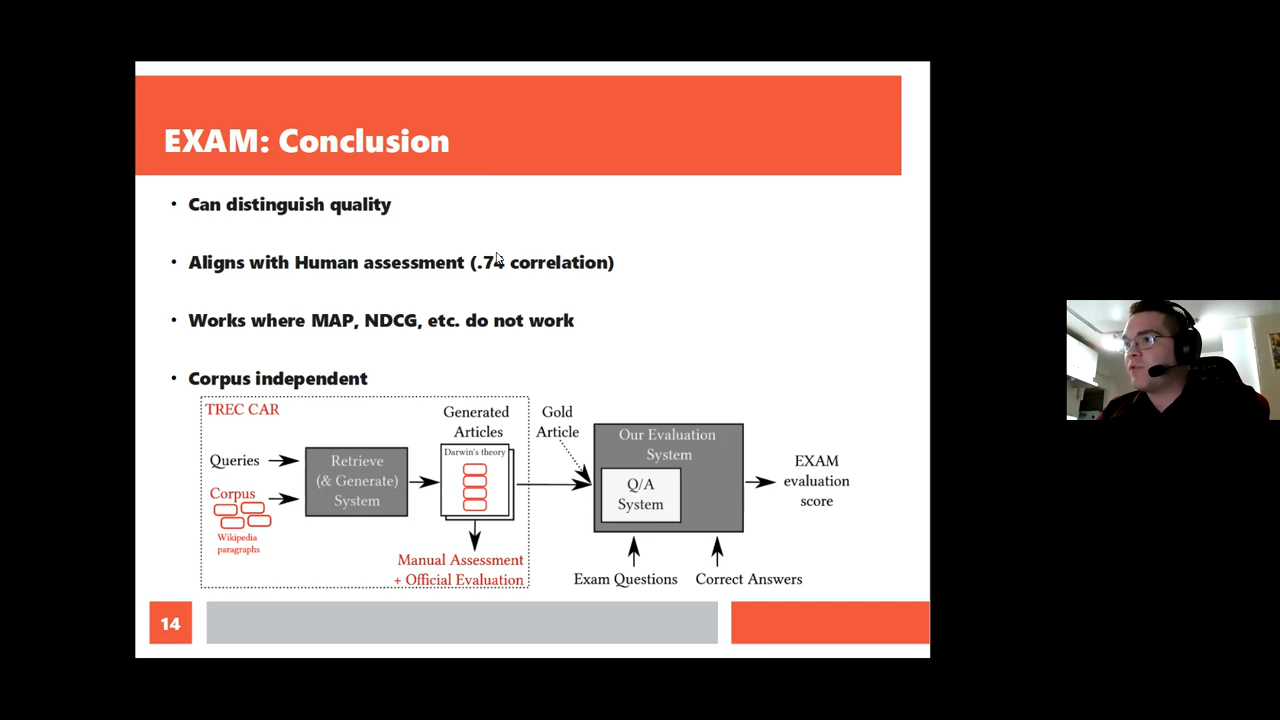 EXAM: Conclusion
• Can distinguish quality
• Aligns with Human assessment (.74 correlation)
• Works where MAP, NDCG, etc. do not work
• Corpus independent
TREC CAR
Queries
Corpus
Wikipedia
paragraphs
Retrieve
(& Generate)
System
Generated
Articles
Darwin's theory
Manual Assessment
+ Official Evaluation
Gold
Article
Our Evaluation
System
Q/A
System
Exam Questions
Correct Answers
EXAM
evaluation
score
14